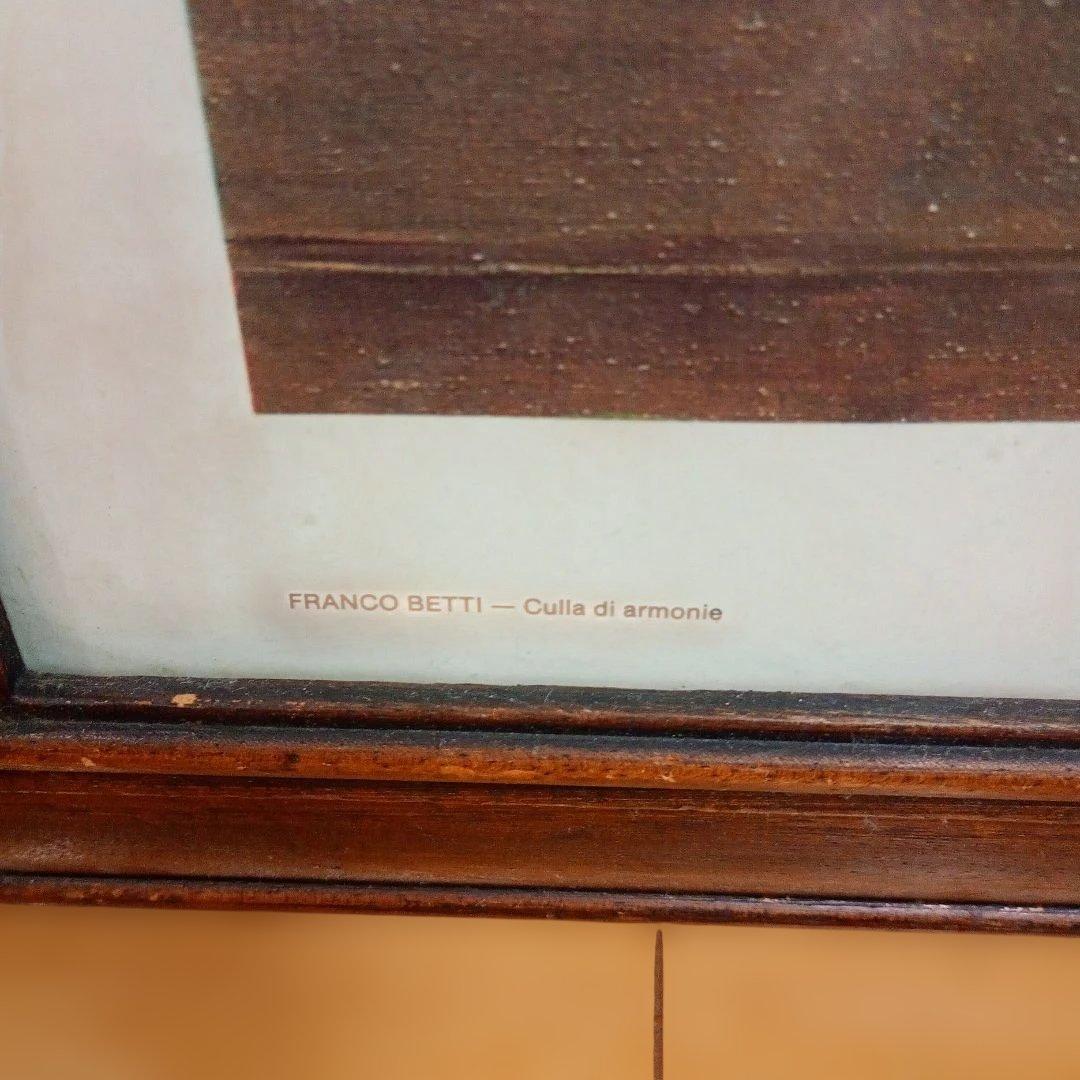 FRANCO BETTI — Culla di armonie